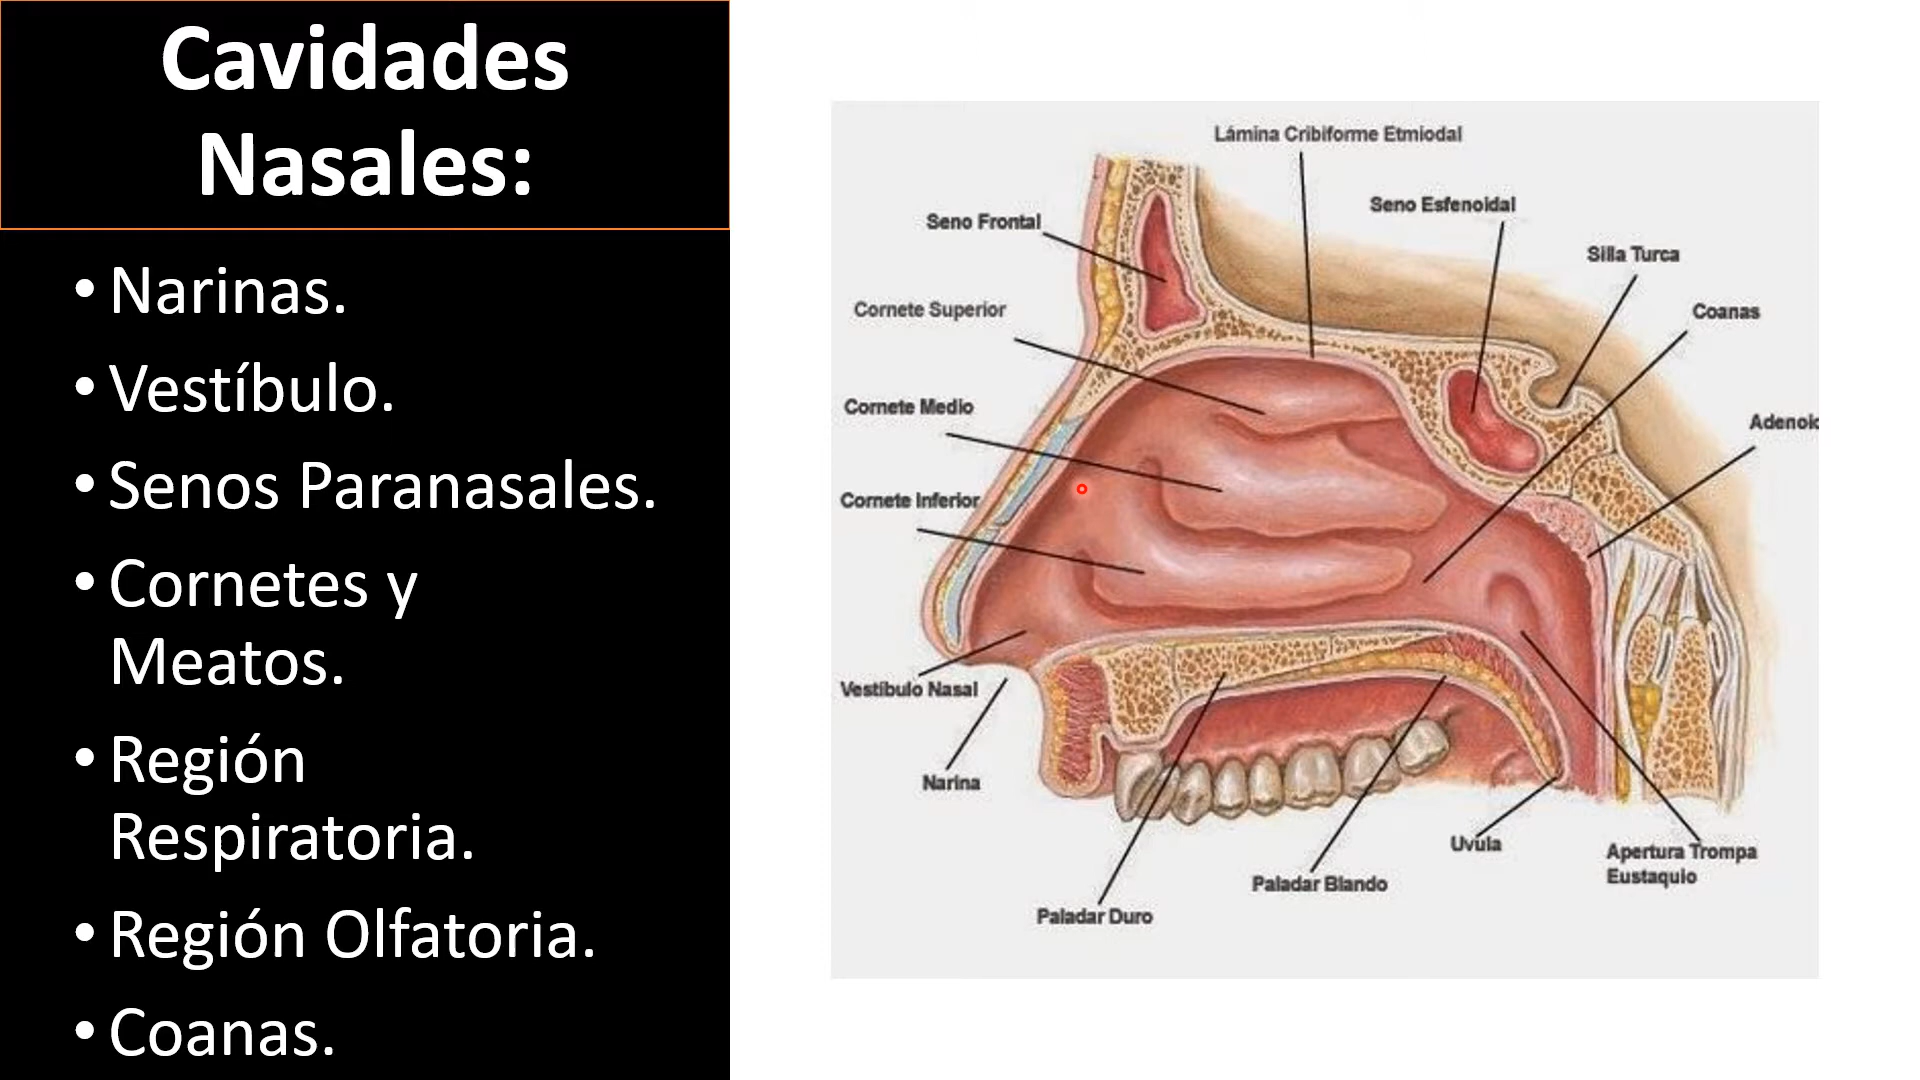 Cavidades
Nasales:
• Narinas.
• Vestíbulo.
• Senos Paranasales.
• Cornetes y
Meatos.
• Región
Respiratoria.
• Región Olfatoria.
• Coanas.
Lámina Cribiforme Etmiodal
Seno Esfenoidal
Seno Frontal
Silla Turca
Cornete Superior
Coanas
Cornete Medio
Adenoid
Cornete Inferior
Vestíbulo Nasal
Narina
Uvula
Apertura Trompa
Eustaquio
Paladar Blando
Paladar Duro